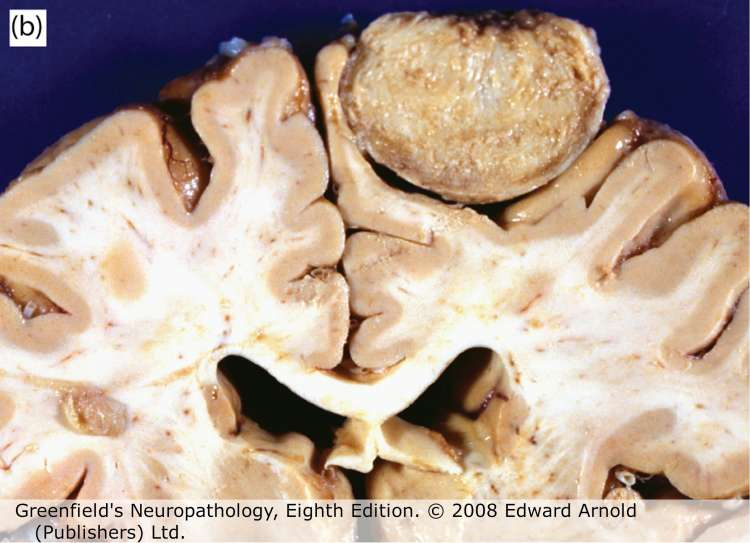 (b)
Greenfield's Neuropathology, Eighth Edition. © 2008 Edward Arnold
(Publishers) Ltd.